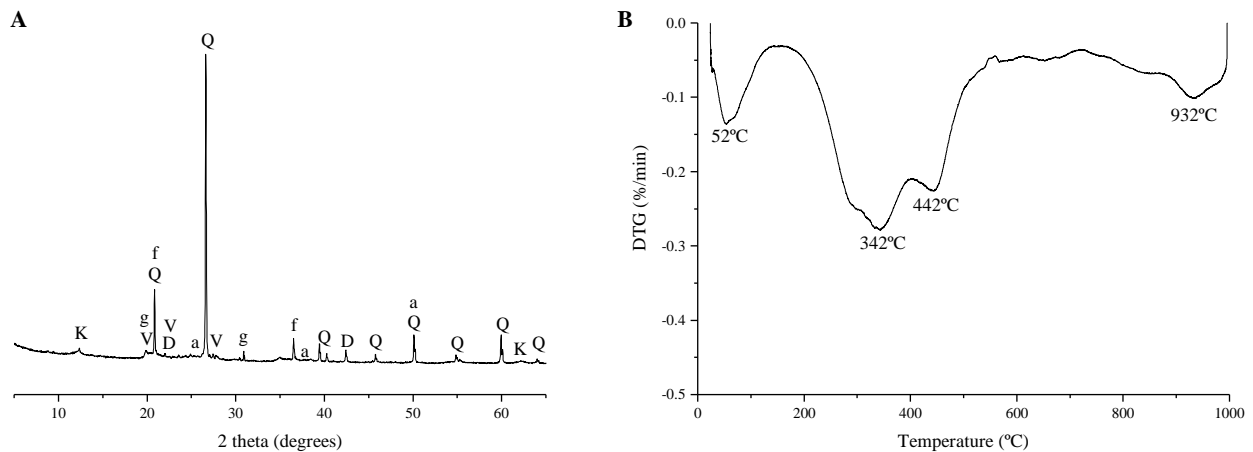 A
Q
f
Q
K
g
V
V
D
a
V
g
f
a
Q
D
Q
a
Q
Q
Q
K
Q
10 20 30 40 50 60
2 theta (degrees)
B
0.0
-0.1
-0.2
-0.3
-0.4
-0.5
DTG (%/min)
52ºC
342ºC
442ºC
932ºC
0 200 400 600 800 1000
Temperature (ºC)